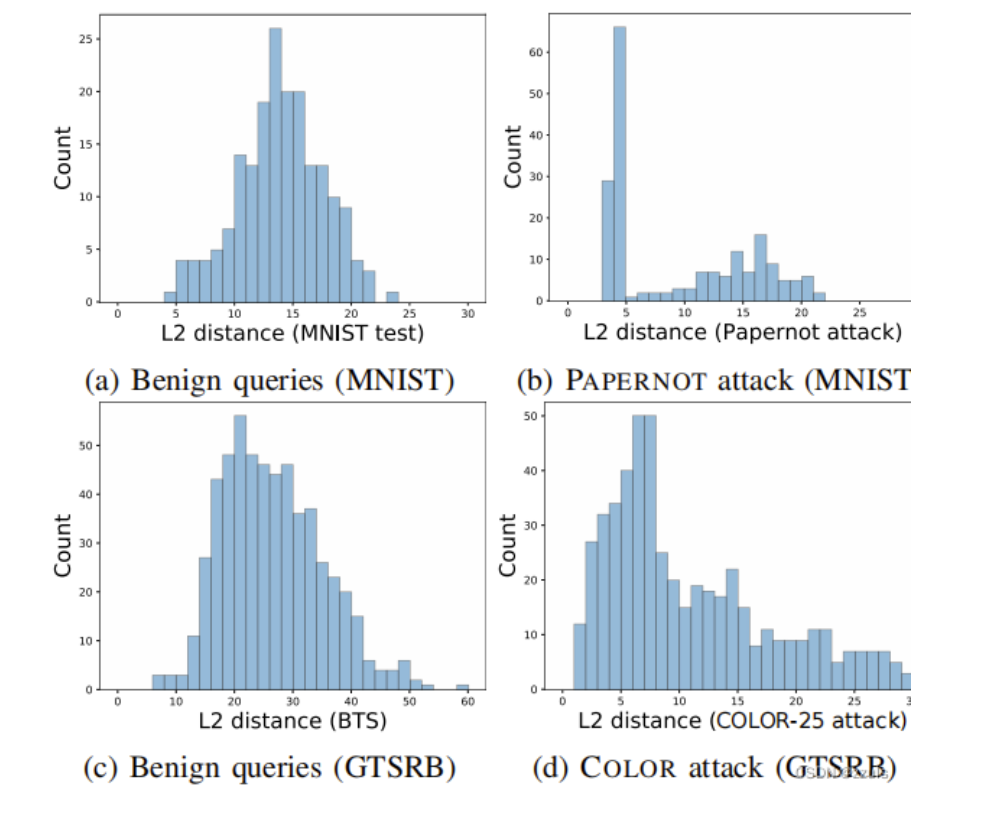 25
20
15
10
5
0
Count
0 5 10 15 20 25 30
L2 distance (MNIST test)
(a) Benign queries (MNIST)
60
50
40
30
20
10
0
Count
0 5 10 15 20 25
L2 distance (Papernot attack)
(b) PAPERNOT attack (MNIST
50
40
30
20
10
0
Count
0 10 20 30 40 50 60
L2 distance (BTS)
(c) Benign queries (GTSRB)
50
40
30
20
10
0
Count
0 5 10 15 20 25 3
L2 distance (COLOR-25 attack)
(d) COLOR attack (GTSRB)